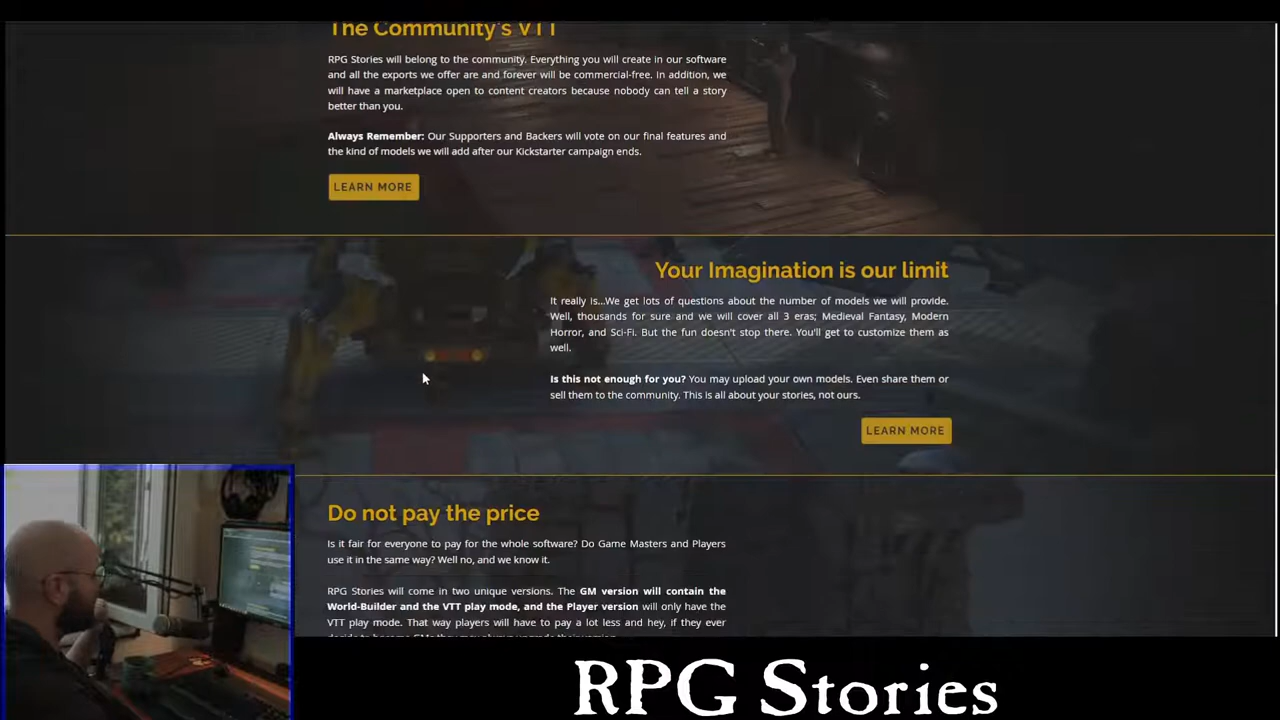 The Community's VTT
RPG Stories will belong to the community. Everything you will create in our software
and all the exports we offer are and forever will be commercial-free. In addition, we
will have a marketplace open to content creators because nobody can tell a story
better than you.
Always Remember: Our Supporters and Backers will vote on our final features and
the kind of models we will add after our Kickstarter campaign ends.
LEARN MORE
Your Imagination is our limit
It really is...We get lots of questions about the number of models we will provide.
Well, thousands for sure and we will cover all 3 eras; Medieval Fantasy, Modern
Horror, and Sci-Fi. But the fun doesn't stop there. You'll get to customize them as
well.
Is this not enough for you? You may upload your own models. Even share them or
sell them to the community. This is all about your stories, not ours.
LEARN MORE
Do not pay the price
Is it fair for everyone to pay for the whole software? Do Game Masters and Players
use it in the same way? Well no, and we know it.
RPG Stories will come in two unique versions. The GM version will contain the
World-Builder and the VTT play mode, and the Player version will only have the
VTT play mode. That way players will have to pay a lot less and hey, if they ever
decide to become GMs they may always upgrade their version.
RPG Stories